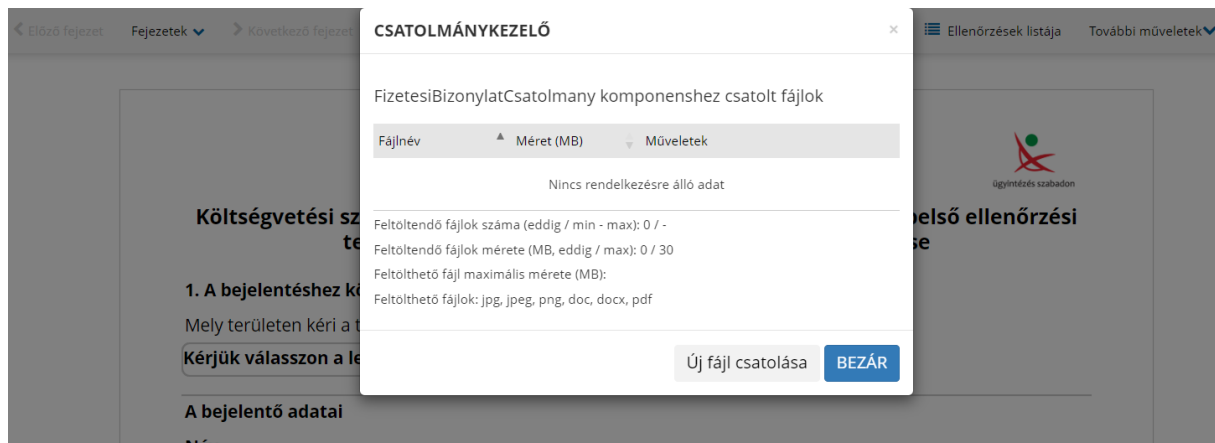 Előző fejezet Fejezetek Következő fejezet Ellenőrzések listája További műveletek
CSATOLMÁNYKEZELŐ ×
FizetesiBizonylatCsatolmany komponenshez csatolt fájlok
Fájlnév Méret (MB) Műveletek
Nincs rendelkezésre álló adat
ügyintézés szabadon
Költségvetési sz belső ellenőrzési
te se
Feltöltendő fájlok száma (eddig / min - max): 0 / -
Feltöltendő fájlok mérete (MB, eddig / max): 0 / 30
Feltölthető fájl maximális mérete (MB):
Feltölthető fájlok: jpg, jpeg, png, doc, docx, pdf
1. A bejelentéshez kö
Mely területen kéri a t
Kérjük válasszon a le
Új fájl csatolása BEZÁR
A bejelentő adatai